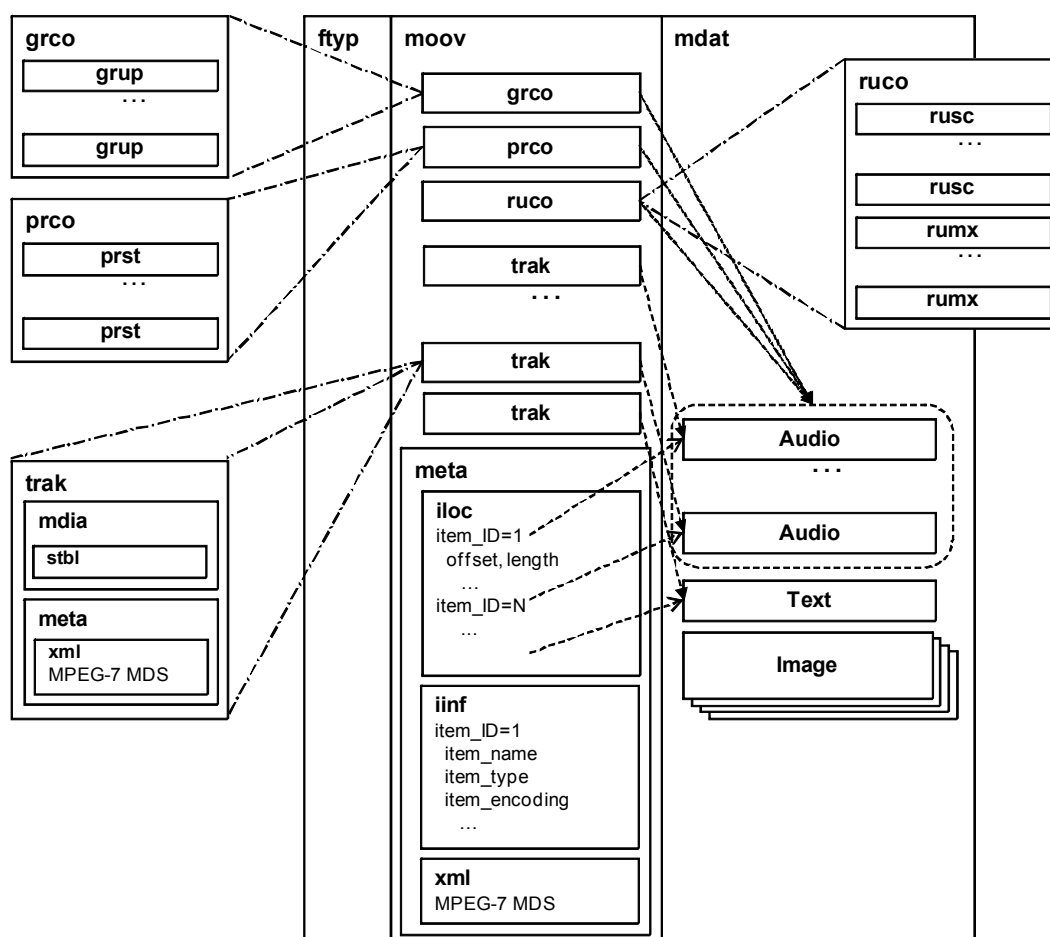 grco
grup
...
grup
prco
prst
...
prst
trak
mdia
stbl
meta
xml
MPEG-7 MDS
ftyp
moov
grco
prco
ruco
trak
...
trak
trak
meta
iloc
item_ID=1
offset, length
...
item_ID=N
...
iinf
item_ID=1
item_name
item_type
item_encoding
...
xml
MPEG-7 MDS
mdat
Audio
...
Audio
Text
Image
ruco
rusc
...
rusc
rumx
...
rumx